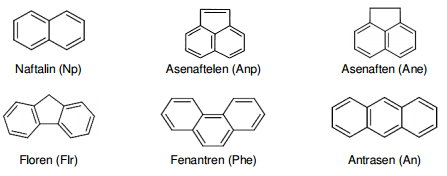 Naftalin (Np) Asenaftelen (Anp) Asenaften (Ane)
Floren (Flr) Fenantren (Phe) Antrasen (An)